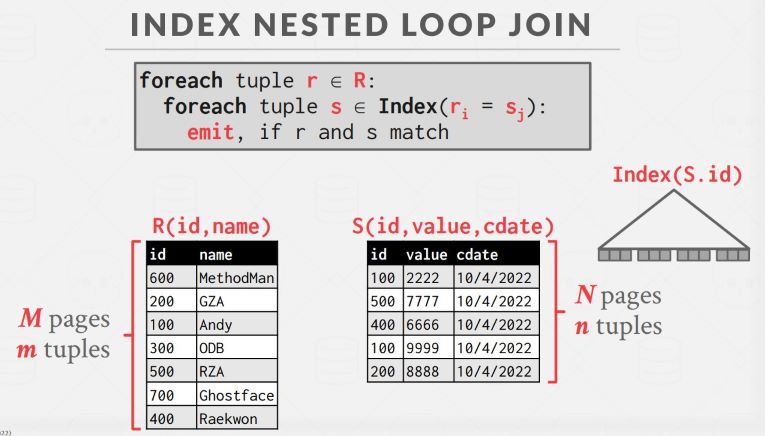 INDEX NESTED LOOP JOIN
foreach tuple r ∈ R:
foreach tuple s ∈ Index(ri = sj):
emit, if r and s match
Index(S.id)
R(id,name)
id name
600 MethodMan
200 GZA
100 Andy
300 ODB
500 RZA
700 Ghostface
400 Raekwon
M pages
m tuples
S(id,value,cdate)
id value cdate
100 2222 10/4/2022
500 7777 10/4/2022
400 6666 10/4/2022
100 9999 10/4/2022
200 8888 10/4/2022
N pages
n tuples
022)